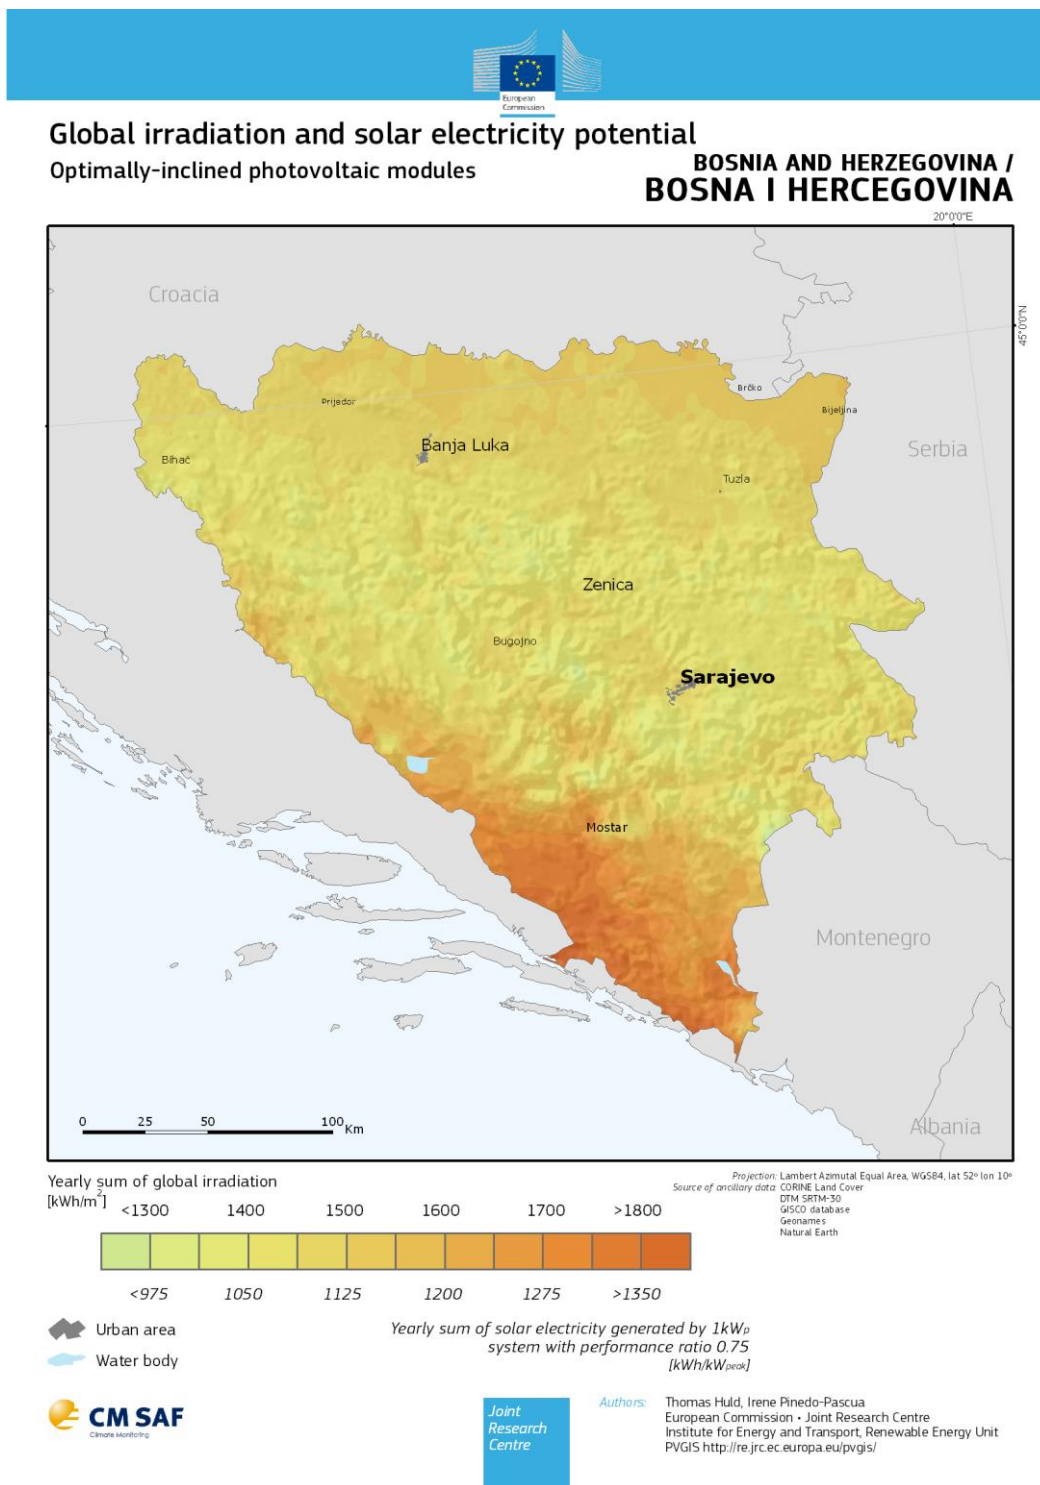 European
Commission
Global irradiation and solar electricity potential
Optimally-inclined photovoltaic modules
BOSNIA AND HERZEGOVINA /
BOSNA I HERCEGOVINA
20°0'0"E
Croacia
45°0'0"N
Brčko
Prijedor
Bijeljina
Banja Luka
Serbia
Bihać
Tuzla
Zenica
Bugojno
Sarajevo
Mostar
Montenegro
0 25 50 100 Km
Albania
Yearly sum of global irradiation
[kWh/m²]
<1300 1400 1500 1600 1700 >1800
<975 1050 1125 1200 1275 >1350
Projection: Lambert Azimutal Equal Area, WGS84, lat 52º lon 10º
Source of ancillary data: CORINE Land Cover
DTM SRTM-30
GISCO database
Geonames
Natural Earth
Urban area
Water body
Yearly sum of solar electricity generated by 1kWp
system with performance ratio 0.75
[kWh/kWpeak]
CM SAF
Climate Monitoring
Joint
Research
Centre
Authors: Thomas Huld, Irene Pinedo-Pascua
European Commission • Joint Research Centre
Institute for Energy and Transport, Renewable Energy Unit
PVGIS http://re.jrc.ec.europa.eu/pvgis/